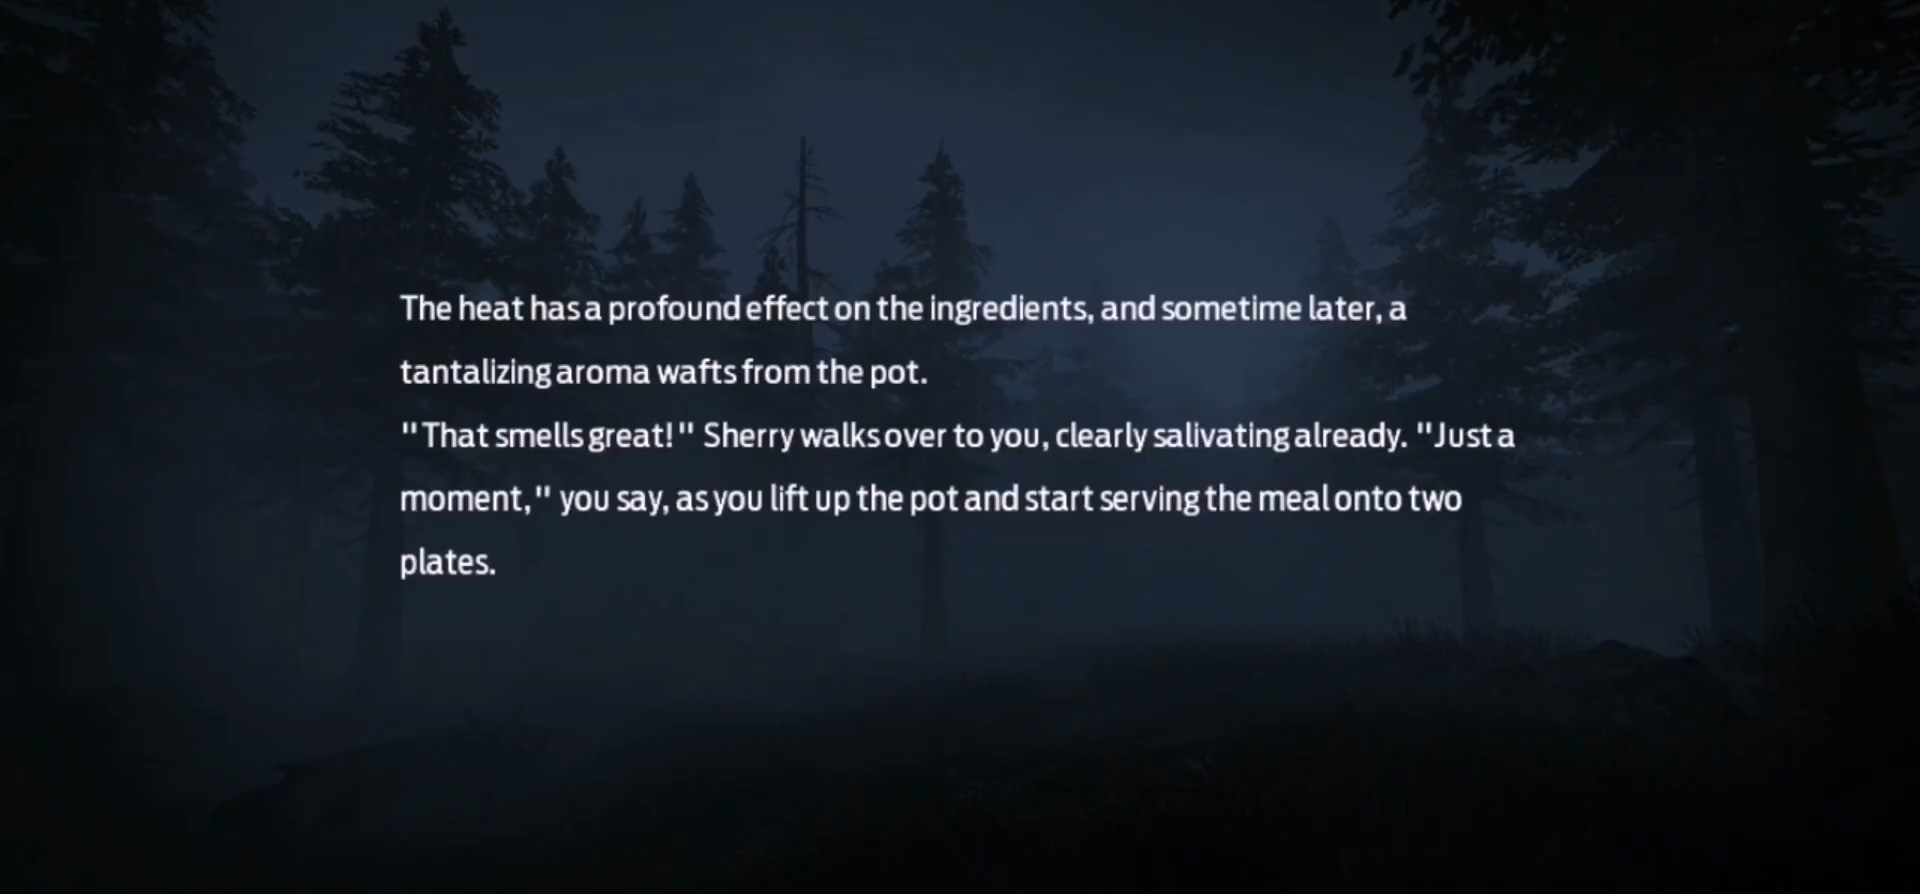 The heat has a profound effect on the ingredients, and sometime later, a
tantalizing aroma wafts from the pot.
"That smells great!" Sherry walks over to you, clearly salivating already. "Just a
moment," you say, as you lift up the pot and start serving the meal onto two
plates.